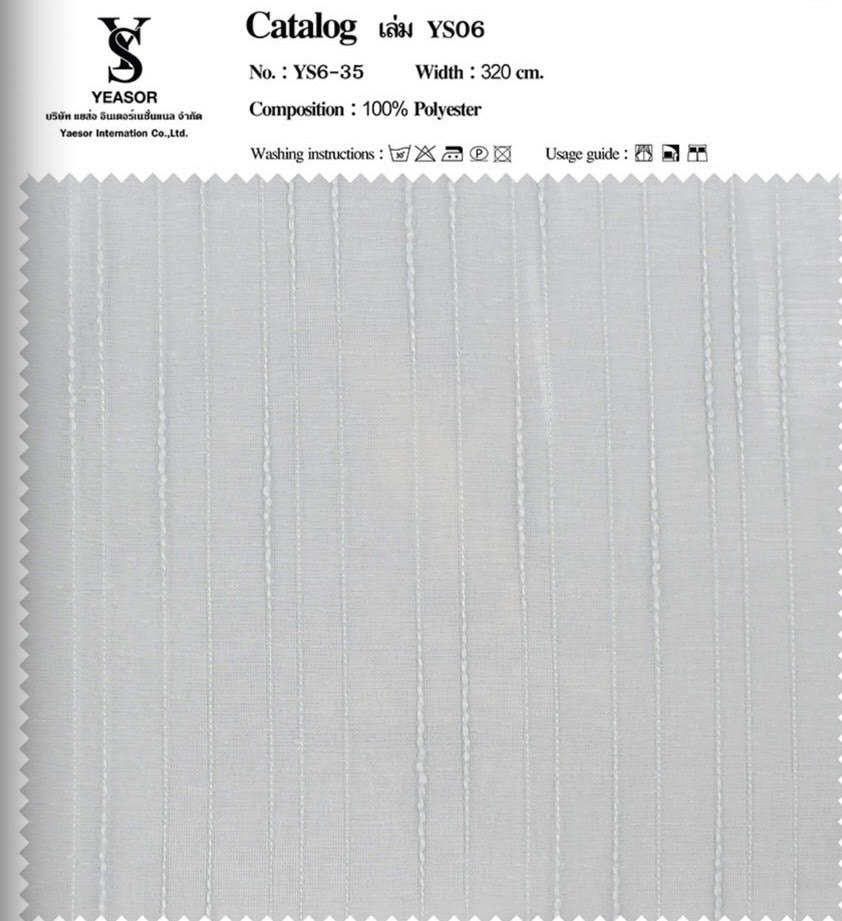 YS
YEASOR
บริษัท แยส่อ อินเตอร์เนชั่นแนล จำกัด
Yaesor Internation Co.,Ltd.
Catalog เล่ม YS06
No. : YS6-35 Width : 320 cm.
Composition : 100% Polyester
Washing instructions : Usage guide :